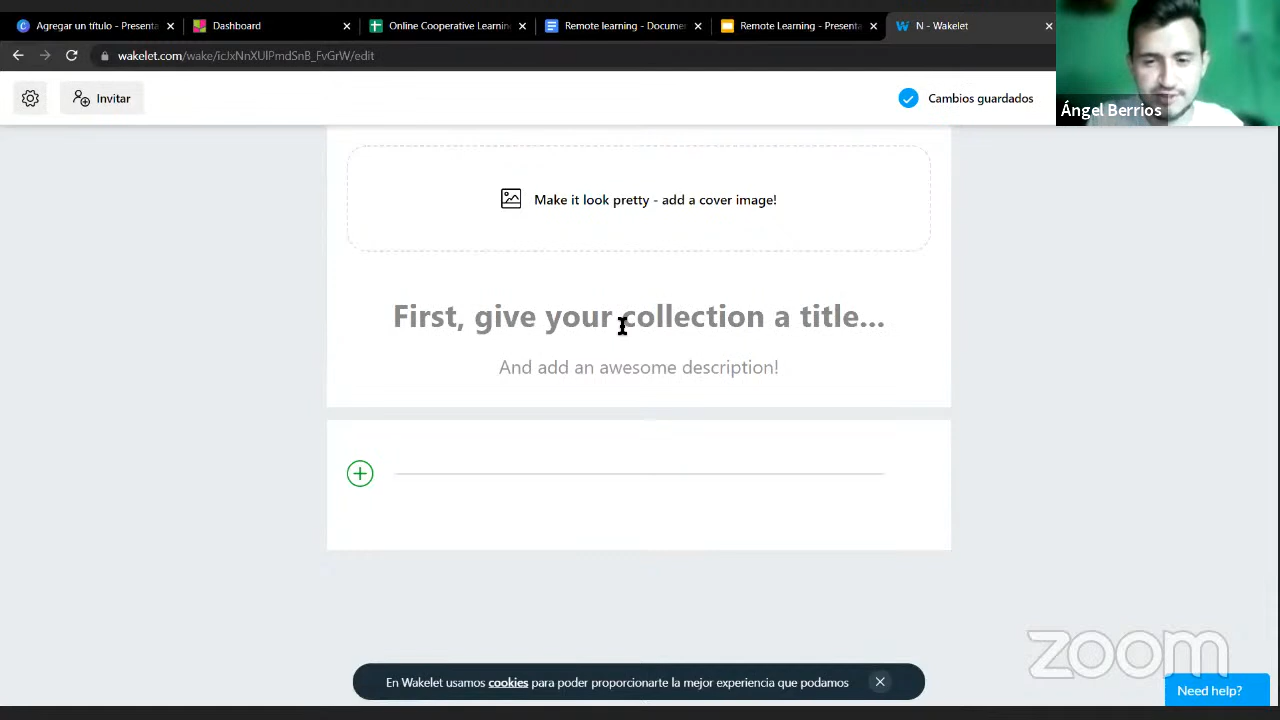 Agregar un título - Presenta
Dashboard
Online Cooperative Learnin
Remote learning - Docume
Remote Learning - Presenta
N - Wakelet
wakelet.com/wake/icJxNnXUlPmdSnB_FvGrW/edit
Invitar
Cambios guardados
Ángel Berrios
Make it look pretty - add a cover image!
First, give your collection a title...
And add an awesome description!
zoom
En Wakelet usamos cookies para poder proporcionarte la mejor experiencia que podamos
Need help?